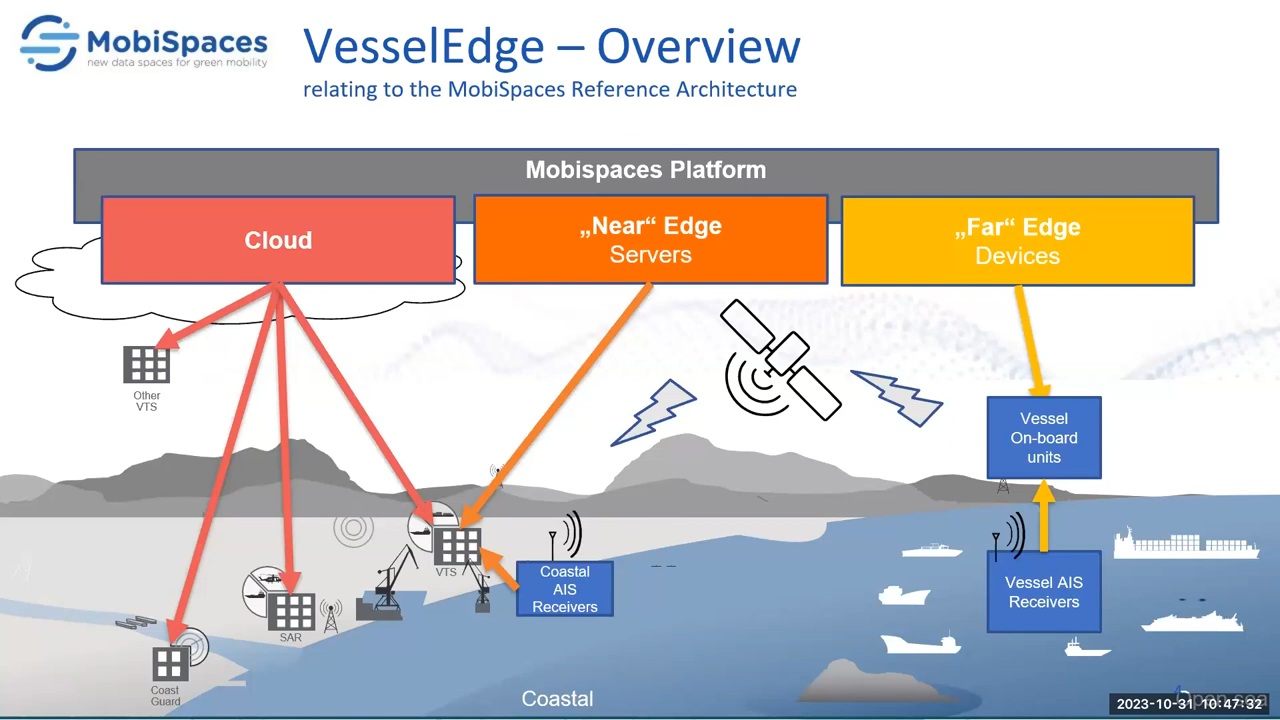 MobiSpaces
new data spaces for green mobility
VesselEdge – Overview
relating to the MobiSpaces Reference Architecture
Mobispaces Platform
Cloud
„Near“ Edge
Servers
„Far“ Edge
Devices
Other
VTS
Vessel
On-board
units
VTS
Coastal
AIS
Receivers
Vessel AIS
Receivers
SAR
Coast
Guard
Coastal
Open sea
2023-10-31 10:47:32